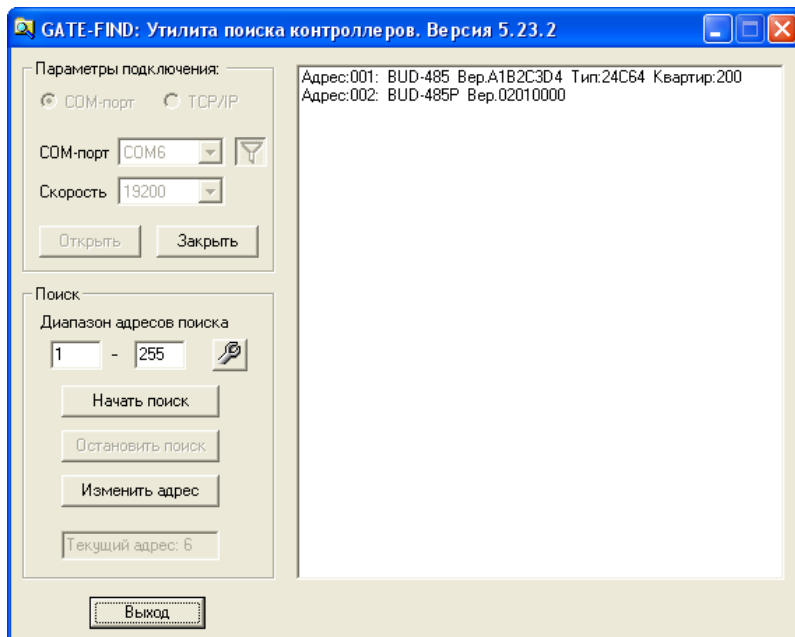 GATE-FIND: Утилита поиска контроллеров. Версия 5.23.2
Параметры подключения:
COM-порт TCP/IP
COM-порт COM6
Скорость 19200
Открыть Закрыть
Поиск
Диапазон адресов поиска
1 - 255
Начать поиск
Остановить поиск
Изменить адрес
Текущий адрес: 6
Выход
Адрес:001: BUD-485 Вер.A1B2C3D4 Тип:24C64 Квартир:200
Адрес:002: BUD-485P Вер.02010000